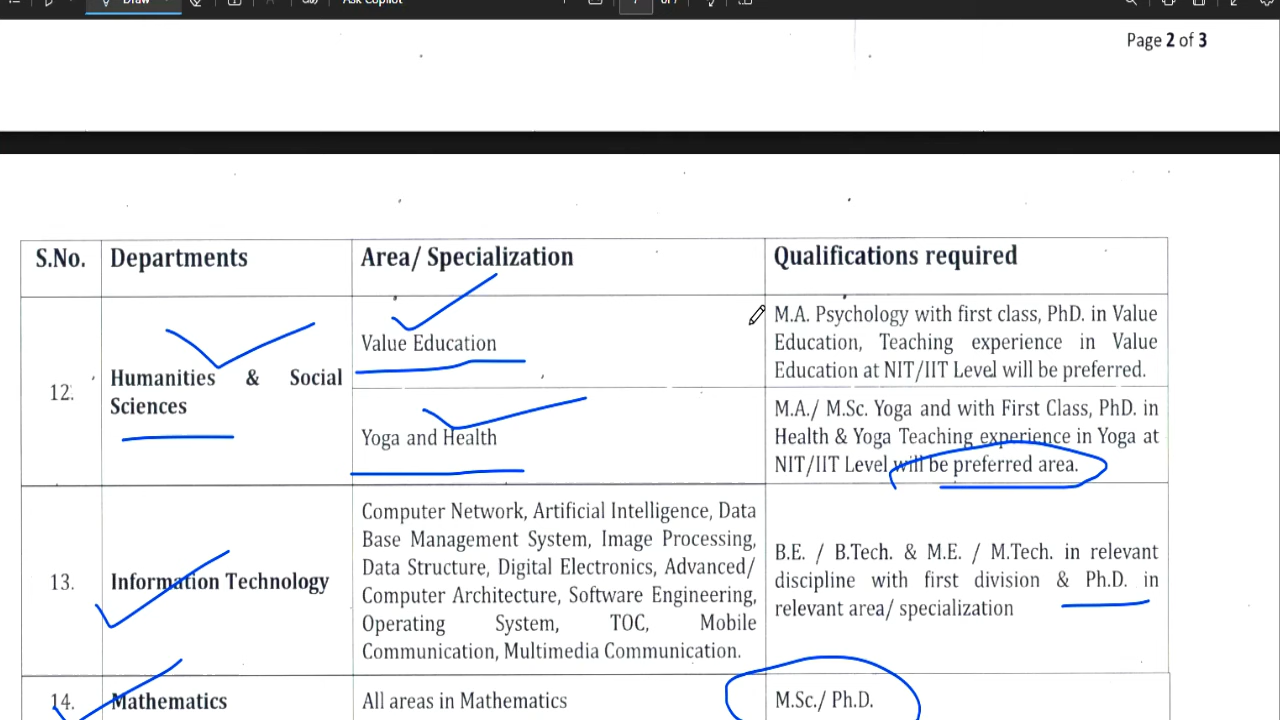 Draw
Ask Copilot
Page 2 of 3
S.No. Departments Area/ Specialization Qualifications required
12. Humanities & Social Sciences
Value Education
M.A. Psychology with first class, PhD. in Value
Education, Teaching experience in Value
Education at NIT/IIT Level will be preferred.
Yoga and Health
M.A./ M.Sc. Yoga and with First Class, PhD. in
Health & Yoga Teaching experience in Yoga at
NIT/IIT Level will be preferred area.
13. Information Technology
Computer Network, Artificial Intelligence, Data
Base Management System, Image Processing,
Data Structure, Digital Electronics, Advanced/
Computer Architecture, Software Engineering,
Operating System, TOC, Mobile
Communication, Multimedia Communication.
B.E. / B.Tech. & M.E. / M.Tech. in relevant
discipline with first division & Ph.D. in
relevant area/ specialization
14. Mathematics All areas in Mathematics M.Sc./ Ph.D.